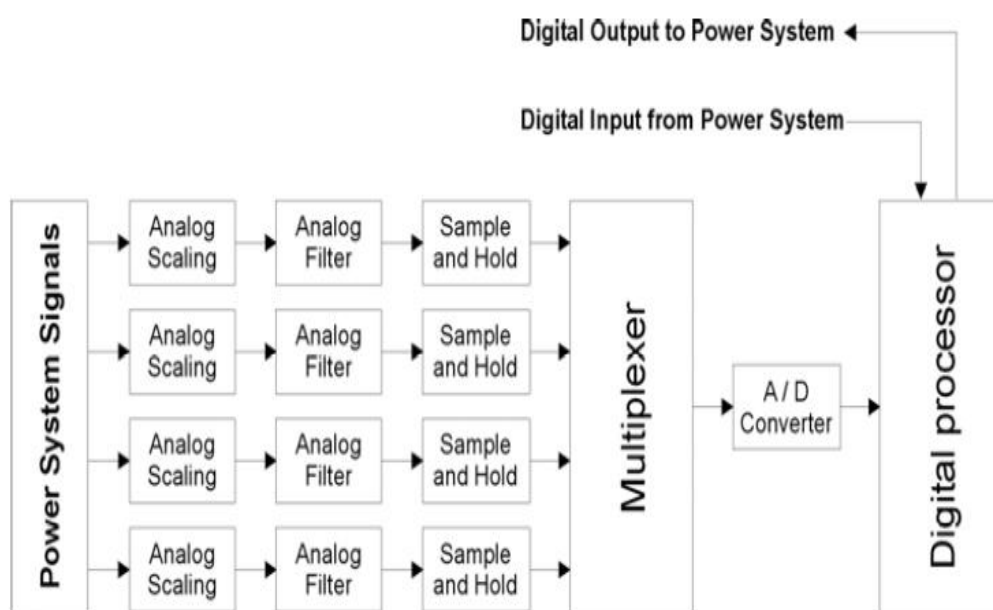 Digital Output to Power System
Digital Input from Power System
Power System Signals
Analog
Scaling
Analog
Filter
Sample
and Hold
Analog
Scaling
Analog
Filter
Sample
and Hold
Analog
Scaling
Analog
Filter
Sample
and Hold
Analog
Scaling
Analog
Filter
Sample
and Hold
Multiplexer
A / D
Converter
Digital processor